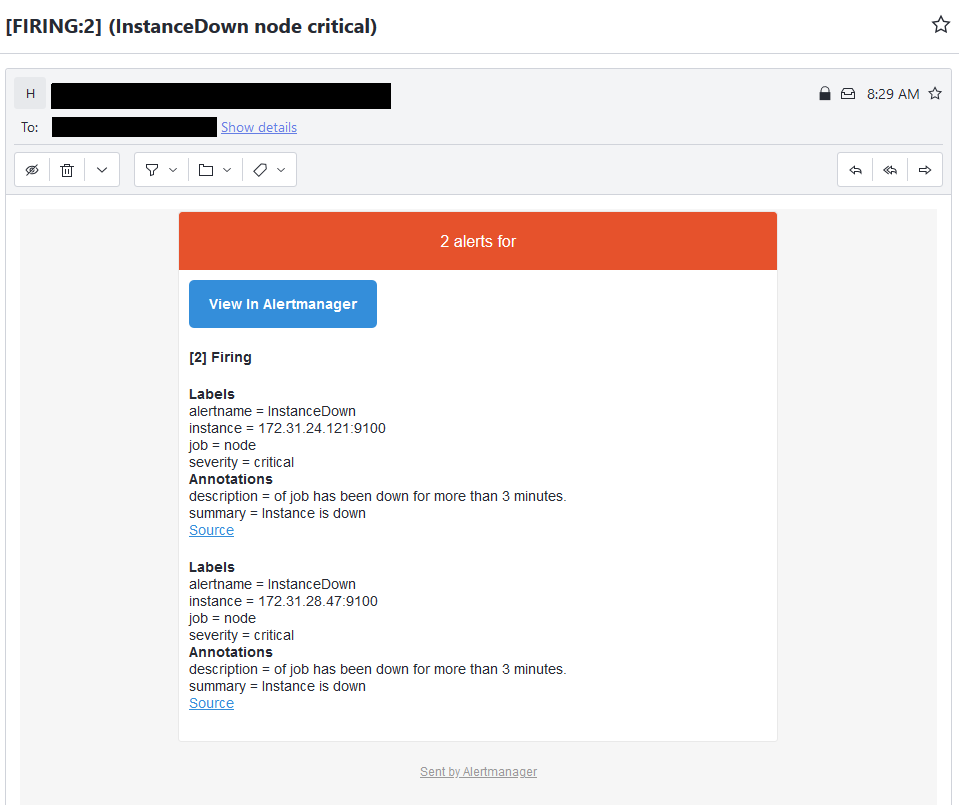 [FIRING:2] (InstanceDown node critical)
H
8:29 AM
To:
Show details
2 alerts for
View In Alertmanager
[2] Firing
Labels
alertname = InstanceDown
instance = 172.31.24.121:9100
job = node
severity = critical
Annotations
description = of job has been down for more than 3 minutes.
summary = Instance is down
Source
Labels
alertname = InstanceDown
instance = 172.31.28.47:9100
job = node
severity = critical
Annotations
description = of job has been down for more than 3 minutes.
summary = Instance is down
Source
Sent by Alertmanager